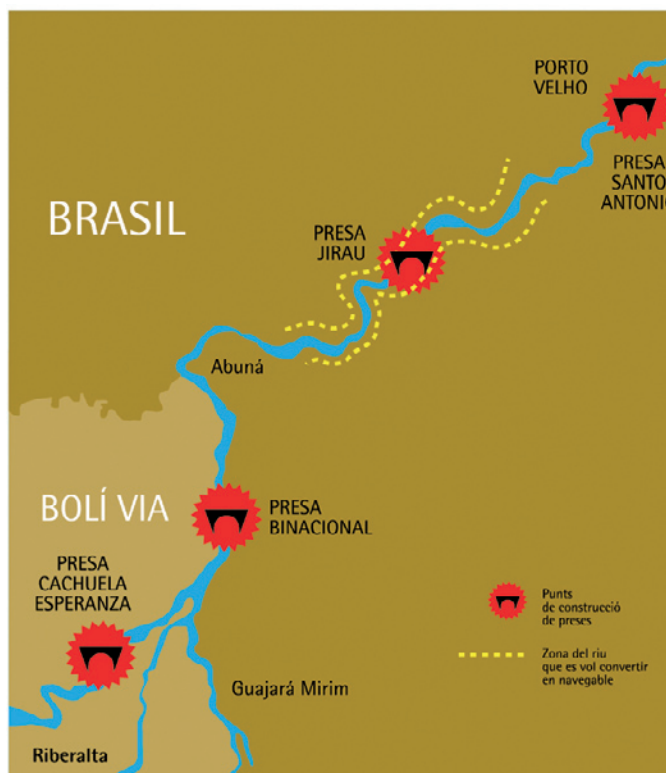 PORTO
VELHO
PRESA
SANTO
ANTONIO
BRASIL
PRESA
JIRAU
Abuná
BOLÍ VIA
PRESA
BINACIONAL
PRESA
CACHUELA
ESPERANZA
Punts
de construcció
de preses
Zona del riu
que es vol convertir
en navegable
Guajará Mirim
Riberalta